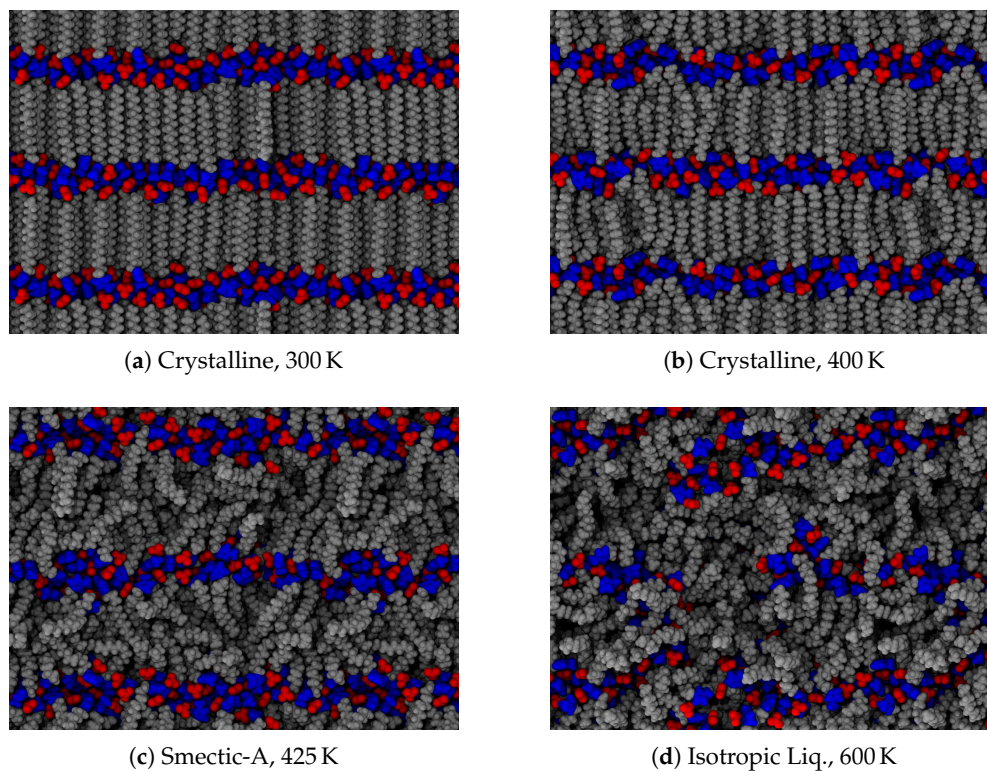 (a) Crystalline, 300 K
(b) Crystalline, 400 K
(c) Smectic-A, 425 K
(d) Isotropic Liq., 600 K